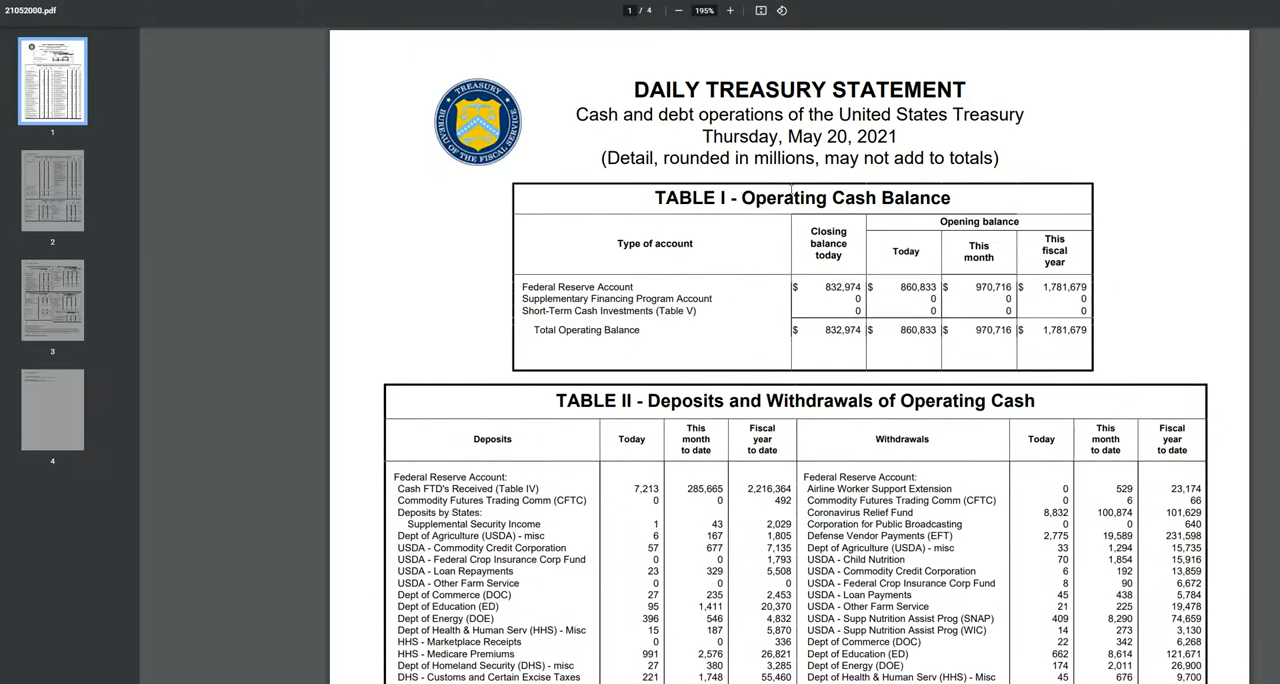 21052000.pdf
1 / 4
195%
1
2
3
4
TREASURY
BUREAU OF THE FISCAL SERVICE
DAILY TREASURY STATEMENT
Cash and debt operations of the United States Treasury
Thursday, May 20, 2021
(Detail, rounded in millions, may not add to totals)
TABLE I - Operating Cash Balance
Type of account
Closing balance today
Opening balance
Today
This month
This fiscal year
Federal Reserve Account $ 832,974 $ 860,833 $ 970,716 $ 1,781,679
Supplementary Financing Program Account 0 0 0 0
Short-Term Cash Investments (Table V) 0 0 0 0
Total Operating Balance $ 832,974 $ 860,833 $ 970,716 $ 1,781,679
TABLE II - Deposits and Withdrawals of Operating Cash
Deposits Today This month to date Fiscal year to date Withdrawals Today This month to date Fiscal year to date
Federal Reserve Account: Federal Reserve Account:
Cash FTD's Received (Table IV) 7,213 285,665 2,216,364 Airline Worker Support Extension 0 529 23,174
Commodity Futures Trading Comm (CFTC) 0 0 492 Commodity Futures Trading Comm (CFTC) 0 6 66
Deposits by States: Coronavirus Relief Fund 8,832 100,874 101,629
Supplemental Security Income 1 43 2,029 Corporation for Public Broadcasting 0 0 640
Dept of Agriculture (USDA) - misc 6 167 1,805 Defense Vendor Payments (EFT) 2,775 19,589 231,598
USDA - Commodity Credit Corporation 57 677 7,135 Dept of Agriculture (USDA) - misc 33 1,294 15,735
USDA - Federal Crop Insurance Corp Fund 0 0 1,793 USDA - Child Nutrition 70 1,854 15,916
USDA - Loan Repayments 23 329 5,508 USDA - Commodity Credit Corporation 6 192 13,859
USDA - Other Farm Service 0 0 0 USDA - Federal Crop Insurance Corp Fund 8 90 6,672
Dept of Commerce (DOC) 27 235 2,453 USDA - Loan Payments 45 438 5,784
Dept of Education (ED) 95 1,411 20,370 USDA - Other Farm Service 21 225 19,478
Dept of Energy (DOE) 396 546 4,832 USDA - Supp Nutrition Assist Prog (SNAP) 409 8,290 74,659
Dept of Health & Human Serv (HHS) - Misc 15 187 5,870 USDA - Supp Nutrition Assist Prog (WIC) 14 273 3,130
HHS - Marketplace Receipts 0 0 336 Dept of Commerce (DOC) 22 342 6,268
HHS - Medicare Premiums 991 2,576 26,821 Dept of Education (ED) 662 8,614 121,671
Dept of Homeland Security (DHS) - misc 27 380 3,285 Dept of Energy (DOE) 174 2,011 26,900
DHS - Customs and Certain Excise Taxes 221 1,748 55,460 Dept of Health & Human Serv (HHS) - Misc 45 676 9,700